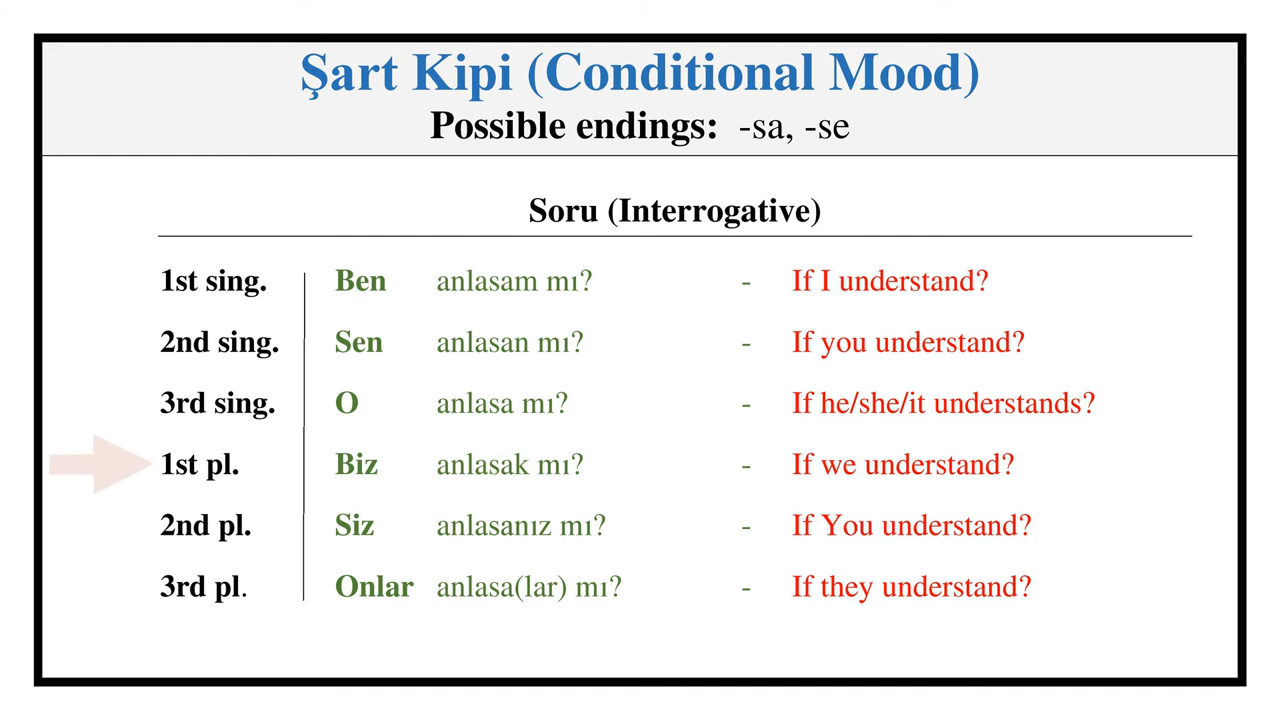 Şart Kipi (Conditional Mood)
Possible endings: -sa, -se
Soru (Interrogative)
1st sing. Ben anlasam mı? - If I understand?
2nd sing. Sen anlasan mı? - If you understand?
3rd sing. O anlasa mı? - If he/she/it understands?
1st pl. Biz anlasak mı? - If we understand?
2nd pl. Siz anlasanız mı? - If You understand?
3rd pl. Onlar anlasa(lar) mı? - If they understand?